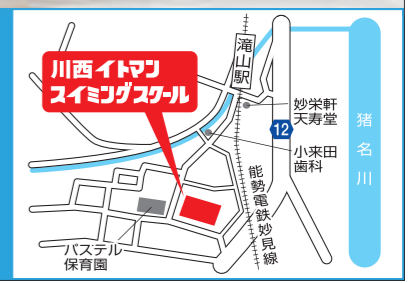 川西イトマン
スイミングスクール
滝山駅
妙栄軒
天寿堂
12
猪名川
小来田
歯科
能勢電鉄妙見線
パステル
保育園